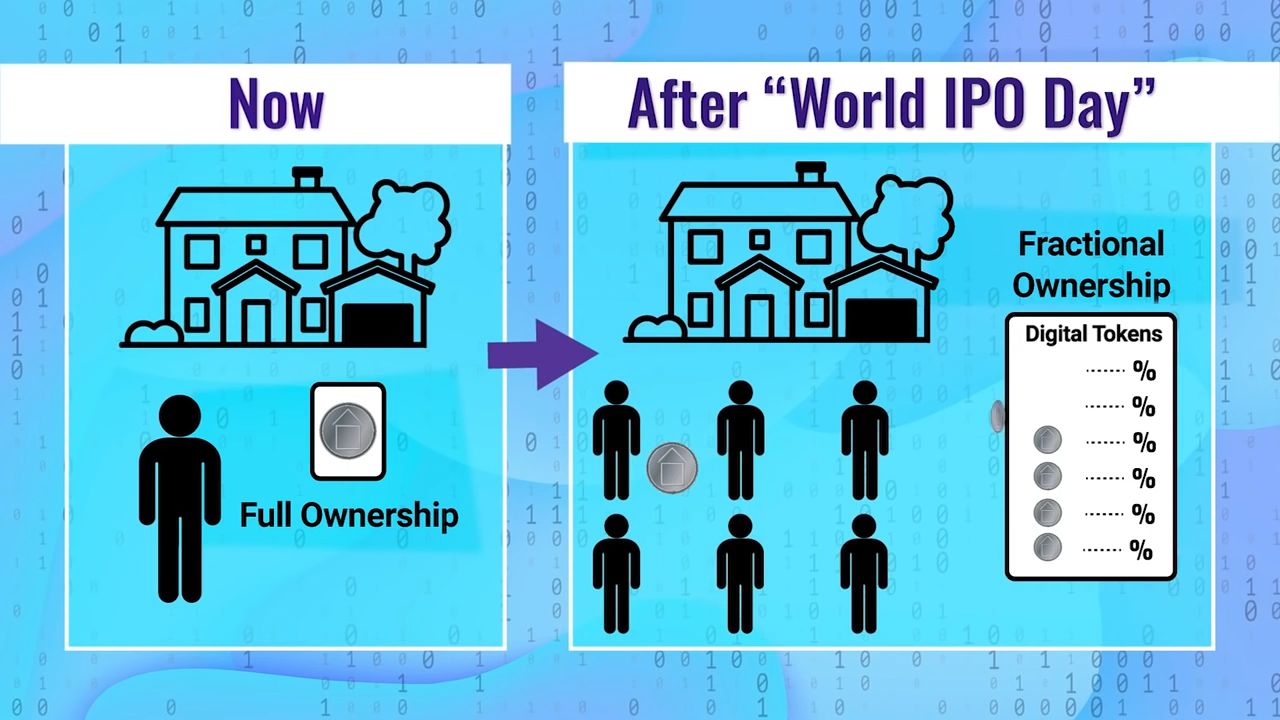 Now
After “World IPO Day”
Full Ownership
Fractional
Ownership
Digital Tokens
...... %
...... %
...... %
...... %
...... %
....... %